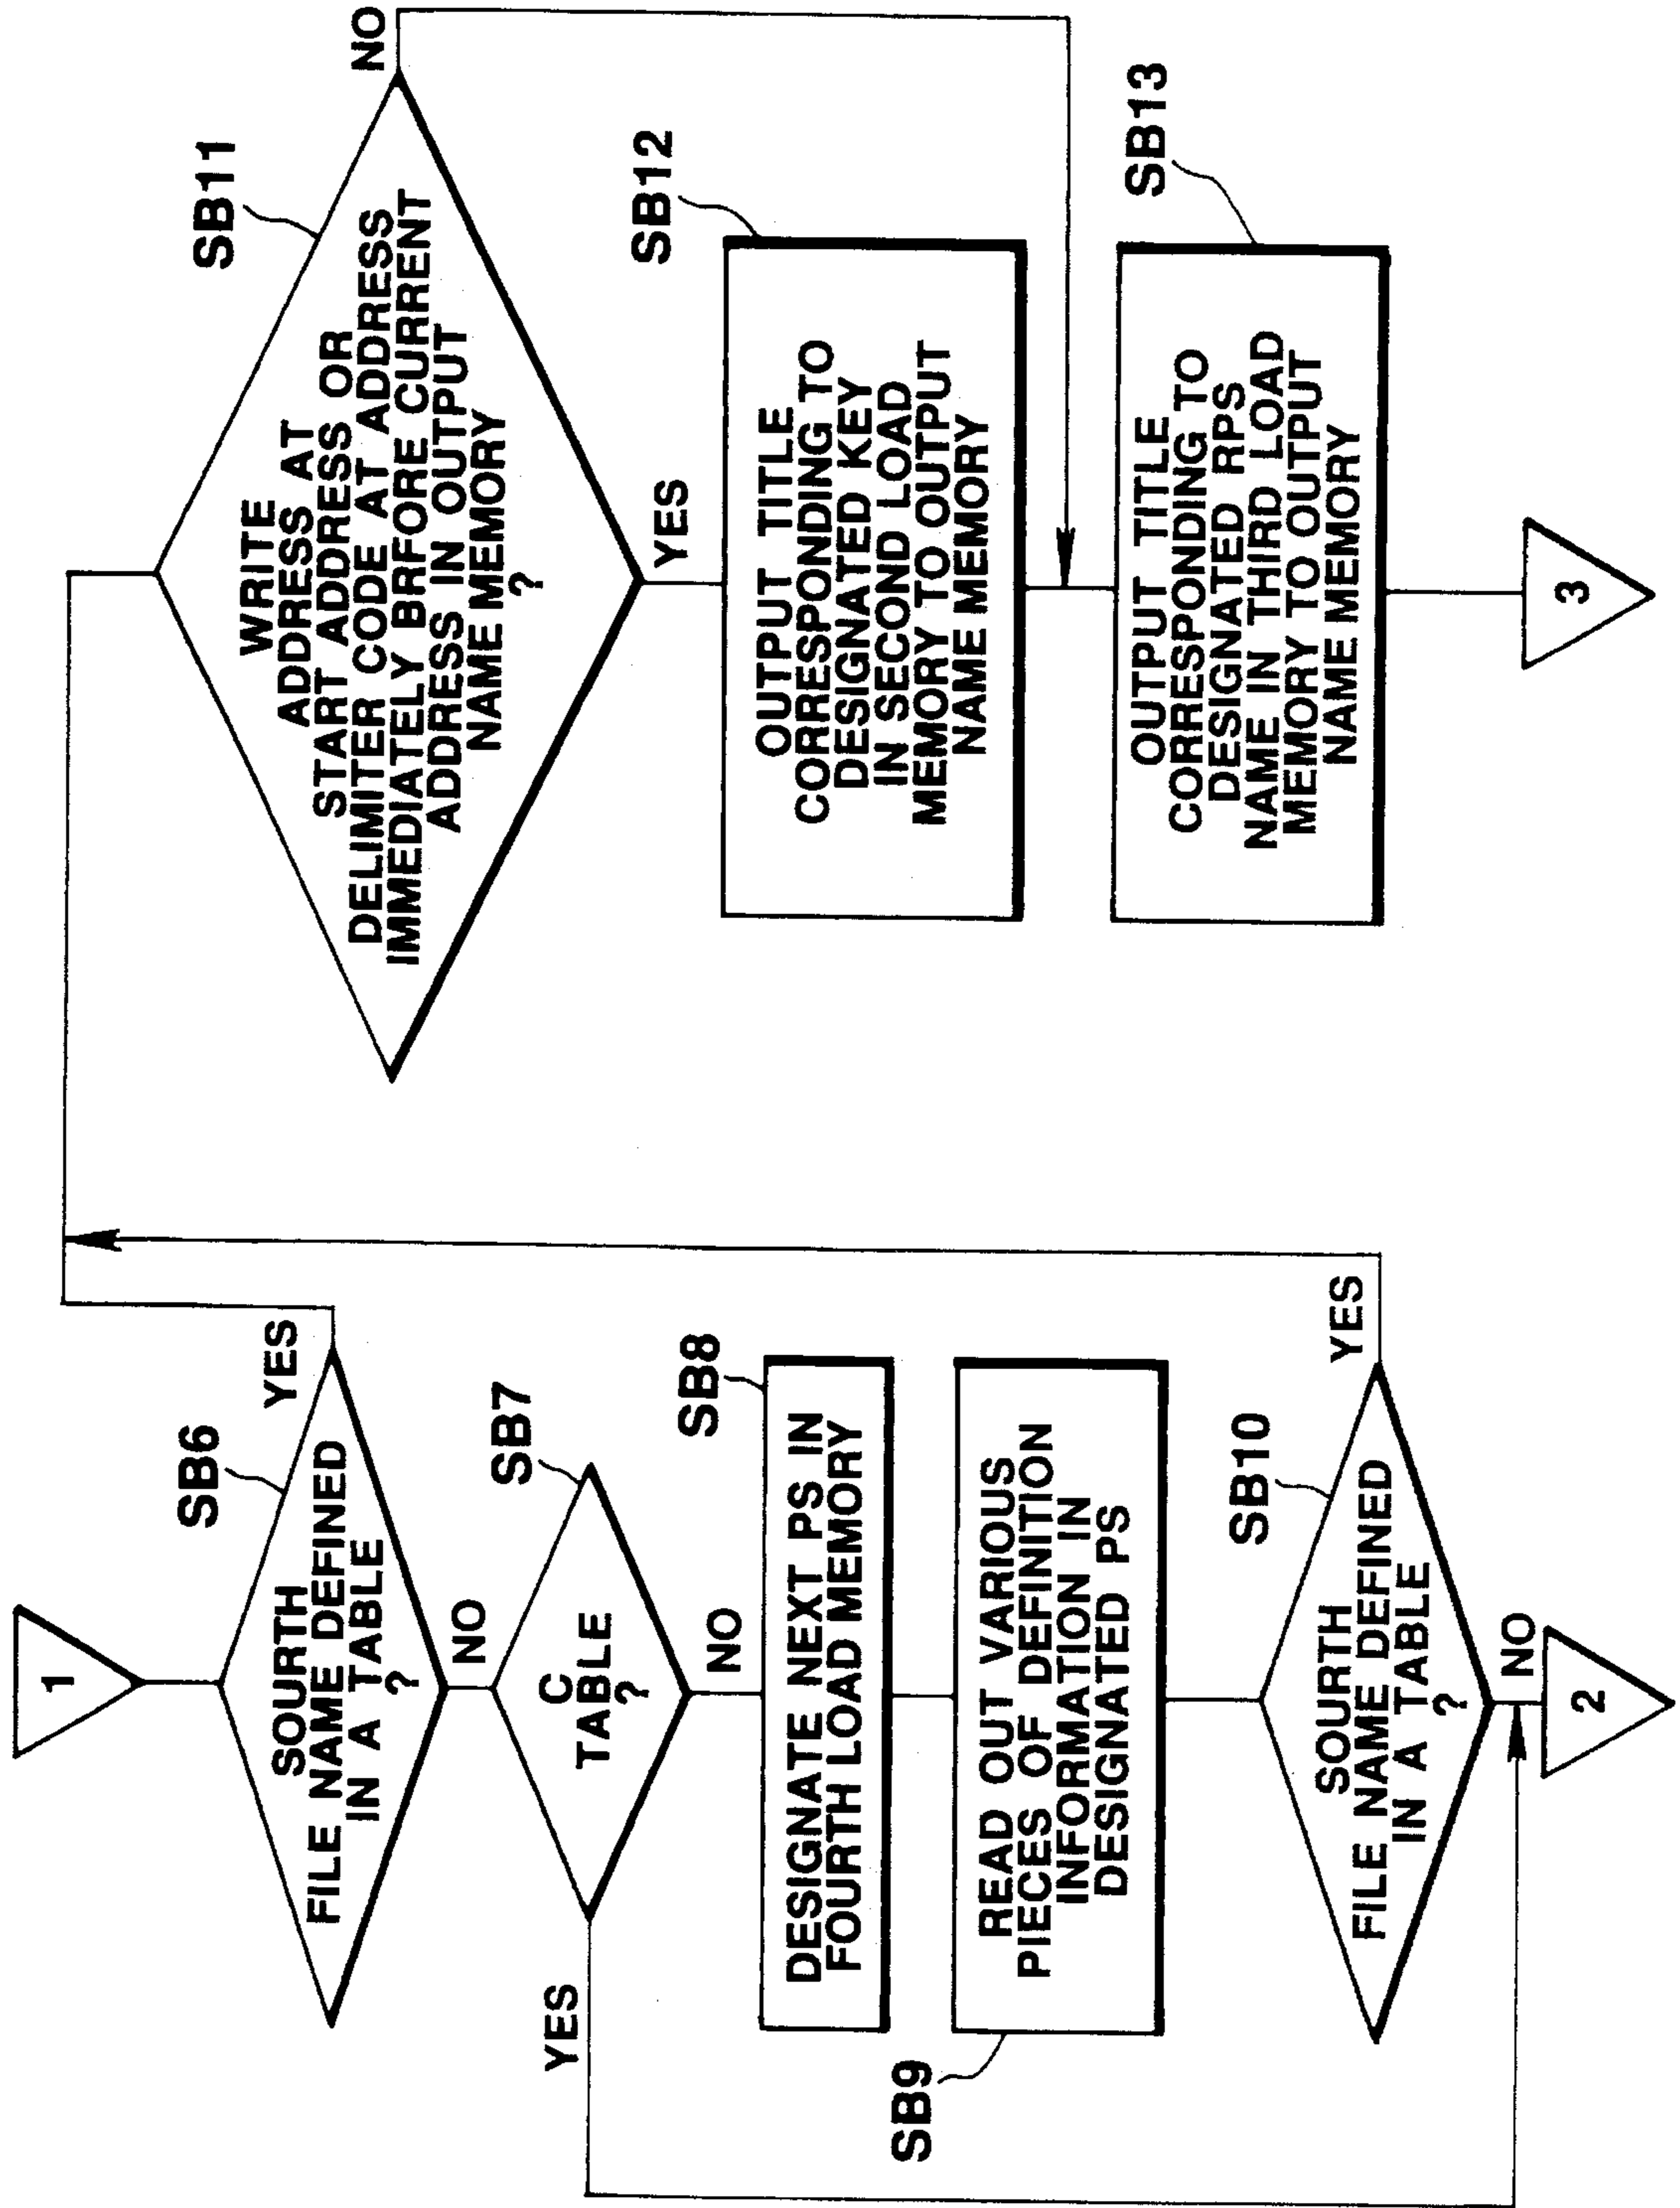 1
SB6
SOURTH
FILE NAME DEFINED
IN A TABLE
?
YES
NO
SB7
C
TABLE
?
YES
NO
SB8
DESIGNATE NEXT PS IN
FOURTH LOAD MEMORY
SB9
READ OUT VARIOUS
PIECES OF DEFINITION
INFORMATION IN
DESIGNATED PS
SB10
SOURTH
FILE NAME DEFINED
IN A TABLE
?
YES
NO
2
SB11
WRITE
ADDRESS AT
START ADDRESS OR
DELIMITER CODE AT ADDRESS
IMMEDIATELY BRFORE CURRENT
ADDRESS IN OUTPUT
NAME MEMORY
?
NO
YES
SB12
OUTPUT TITLE
CORRESPONDING TO
DESIGNATED KEY
IN SECOND LOAD
MEMORY TO OUTPUT
NAME MEMORY
SB13
OUTPUT TITLE
CORRESPONDING TO
DESIGNATED RPS
NAME IN THIRD LOAD
MEMORY TO OUTPUT
NAME MEMORY
3